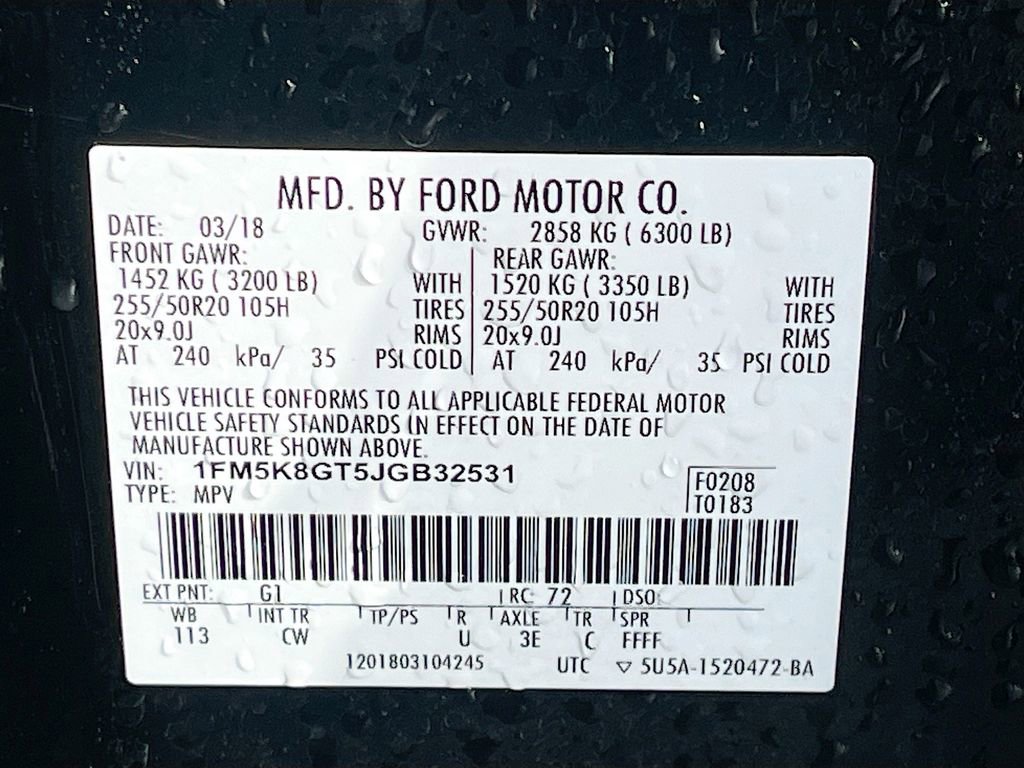 MFD. BY FORD MOTOR CO.
DATE: 03/18 GVWR: 2858 KG ( 6300 LB)
FRONT GAWR: REAR GAWR:
1452 KG ( 3200 LB) WITH 1520 KG ( 3350 LB) WITH
255/50R20 105H TIRES 255/50R20 105H TIRES
20x9.0J RIMS 20x9.0J RIMS
AT 240 kPa/ 35 PSI COLD AT 240 kPa/ 35 PSI COLD
THIS VEHICLE CONFORMS TO ALL APPLICABLE FEDERAL MOTOR
VEHICLE SAFETY STANDARDS IN EFFECT ON THE DATE OF
MANUFACTURE SHOWN ABOVE.
VIN: 1FM5K8GT5JGB32531
TYPE: MPV
F0208
T0183
EXT PNT: G1 RC: 72 DSO:
WB INT TR TP/PS R AXLE TR SPR
113 CW U 3E C FFFF
1201803104245 UTC ▽ 5U5A-1520472-BA